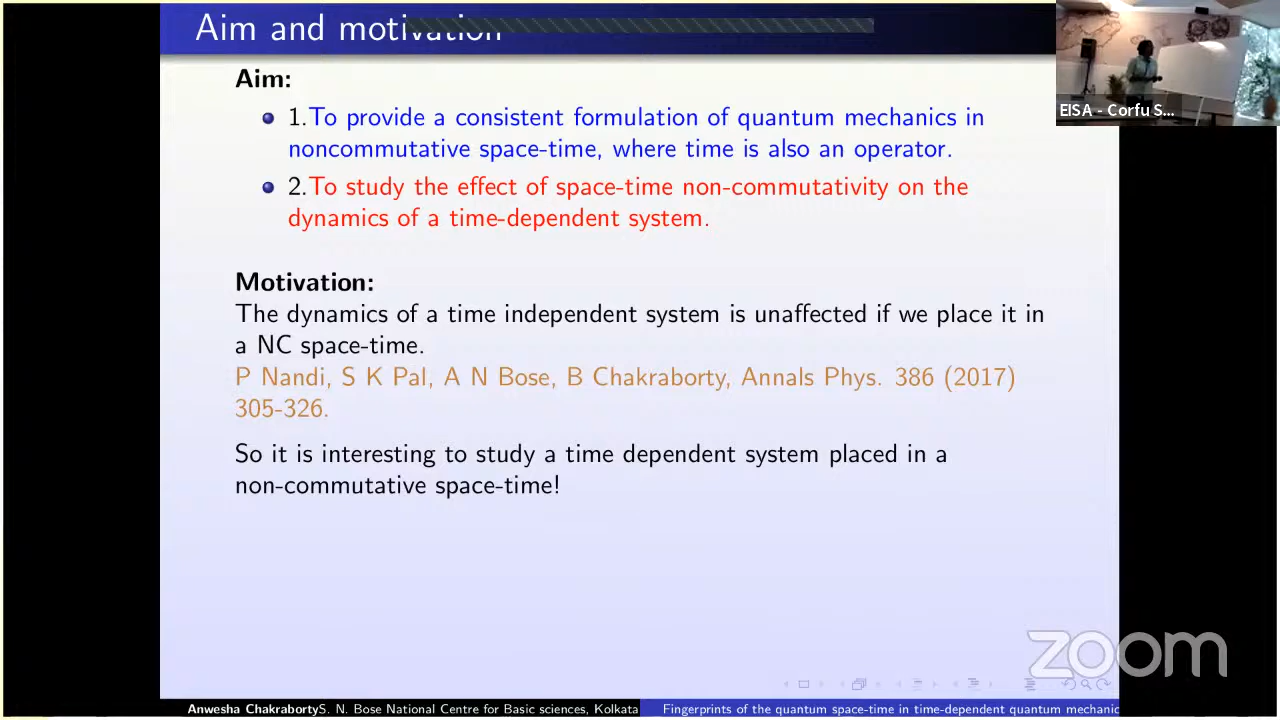 Aim and motivation
EISA - Corfu S...
Aim:
1.To provide a consistent formulation of quantum mechanics in
noncommutative space-time, where time is also an operator.
2.To study the effect of space-time non-commutativity on the
dynamics of a time-dependent system.
Motivation:
The dynamics of a time independent system is unaffected if we place it in
a NC space-time.
P Nandi, S K Pal, A N Bose, B Chakraborty, Annals Phys. 386 (2017)
305-326.
So it is interesting to study a time dependent system placed in a
non-commutative space-time!
zoom
Anwesha ChakrabortyS. N. Bose National Centre for Basic sciences, Kolkata
Fingerprints of the quantum space-time in time-dependent quantum mechanic